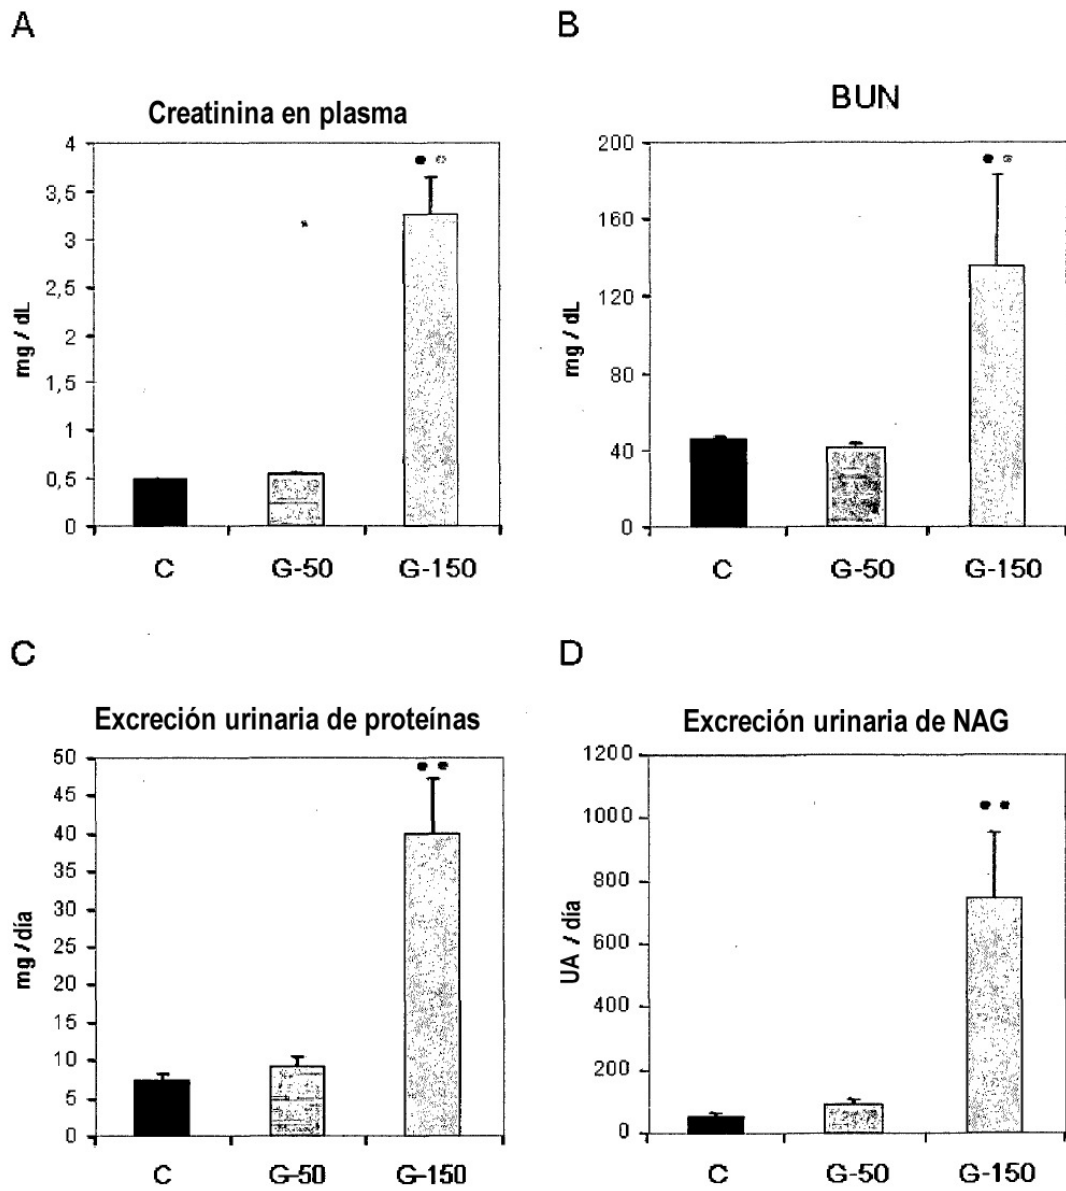 A
Creatinina en plasma
4
3,5
3
2,5
2
1,5
1
0,5
0
mg / dL
C G-50 G-150
B
BUN
200
160
120
80
40
0
mg / dL
C G-50 G-150
C
Excreción urinaria de proteínas
50
45
40
35
30
25
20
15
10
5
0
mg / día
C G-50 G-150
D
Excreción urinaria de NAG
1200
1000
800
600
400
200
0
UA / día
C G-50 G-150